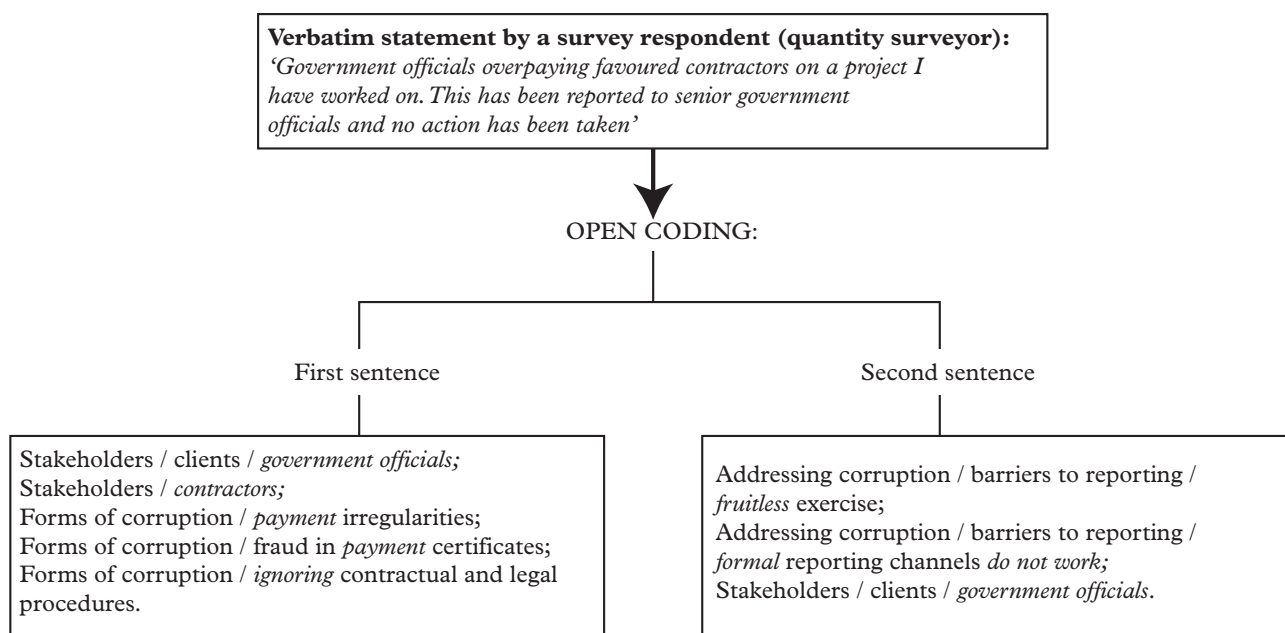 Verbatim statement by a survey respondent (quantity surveyor):
‘Government officials overpaying favoured contractors on a project I
have worked on. This has been reported to senior government
officials and no action has been taken’
OPEN CODING:
First sentence
Second sentence
Stakeholders / clients / government officials;
Stakeholders / contractors;
Forms of corruption / payment irregularities;
Forms of corruption / fraud in payment certificates;
Forms of corruption / ignoring contractual and legal
procedures.
Addressing corruption / barriers to reporting /
fruitless exercise;
Addressing corruption / barriers to reporting /
formal reporting channels do not work;
Stakeholders / clients / government officials.